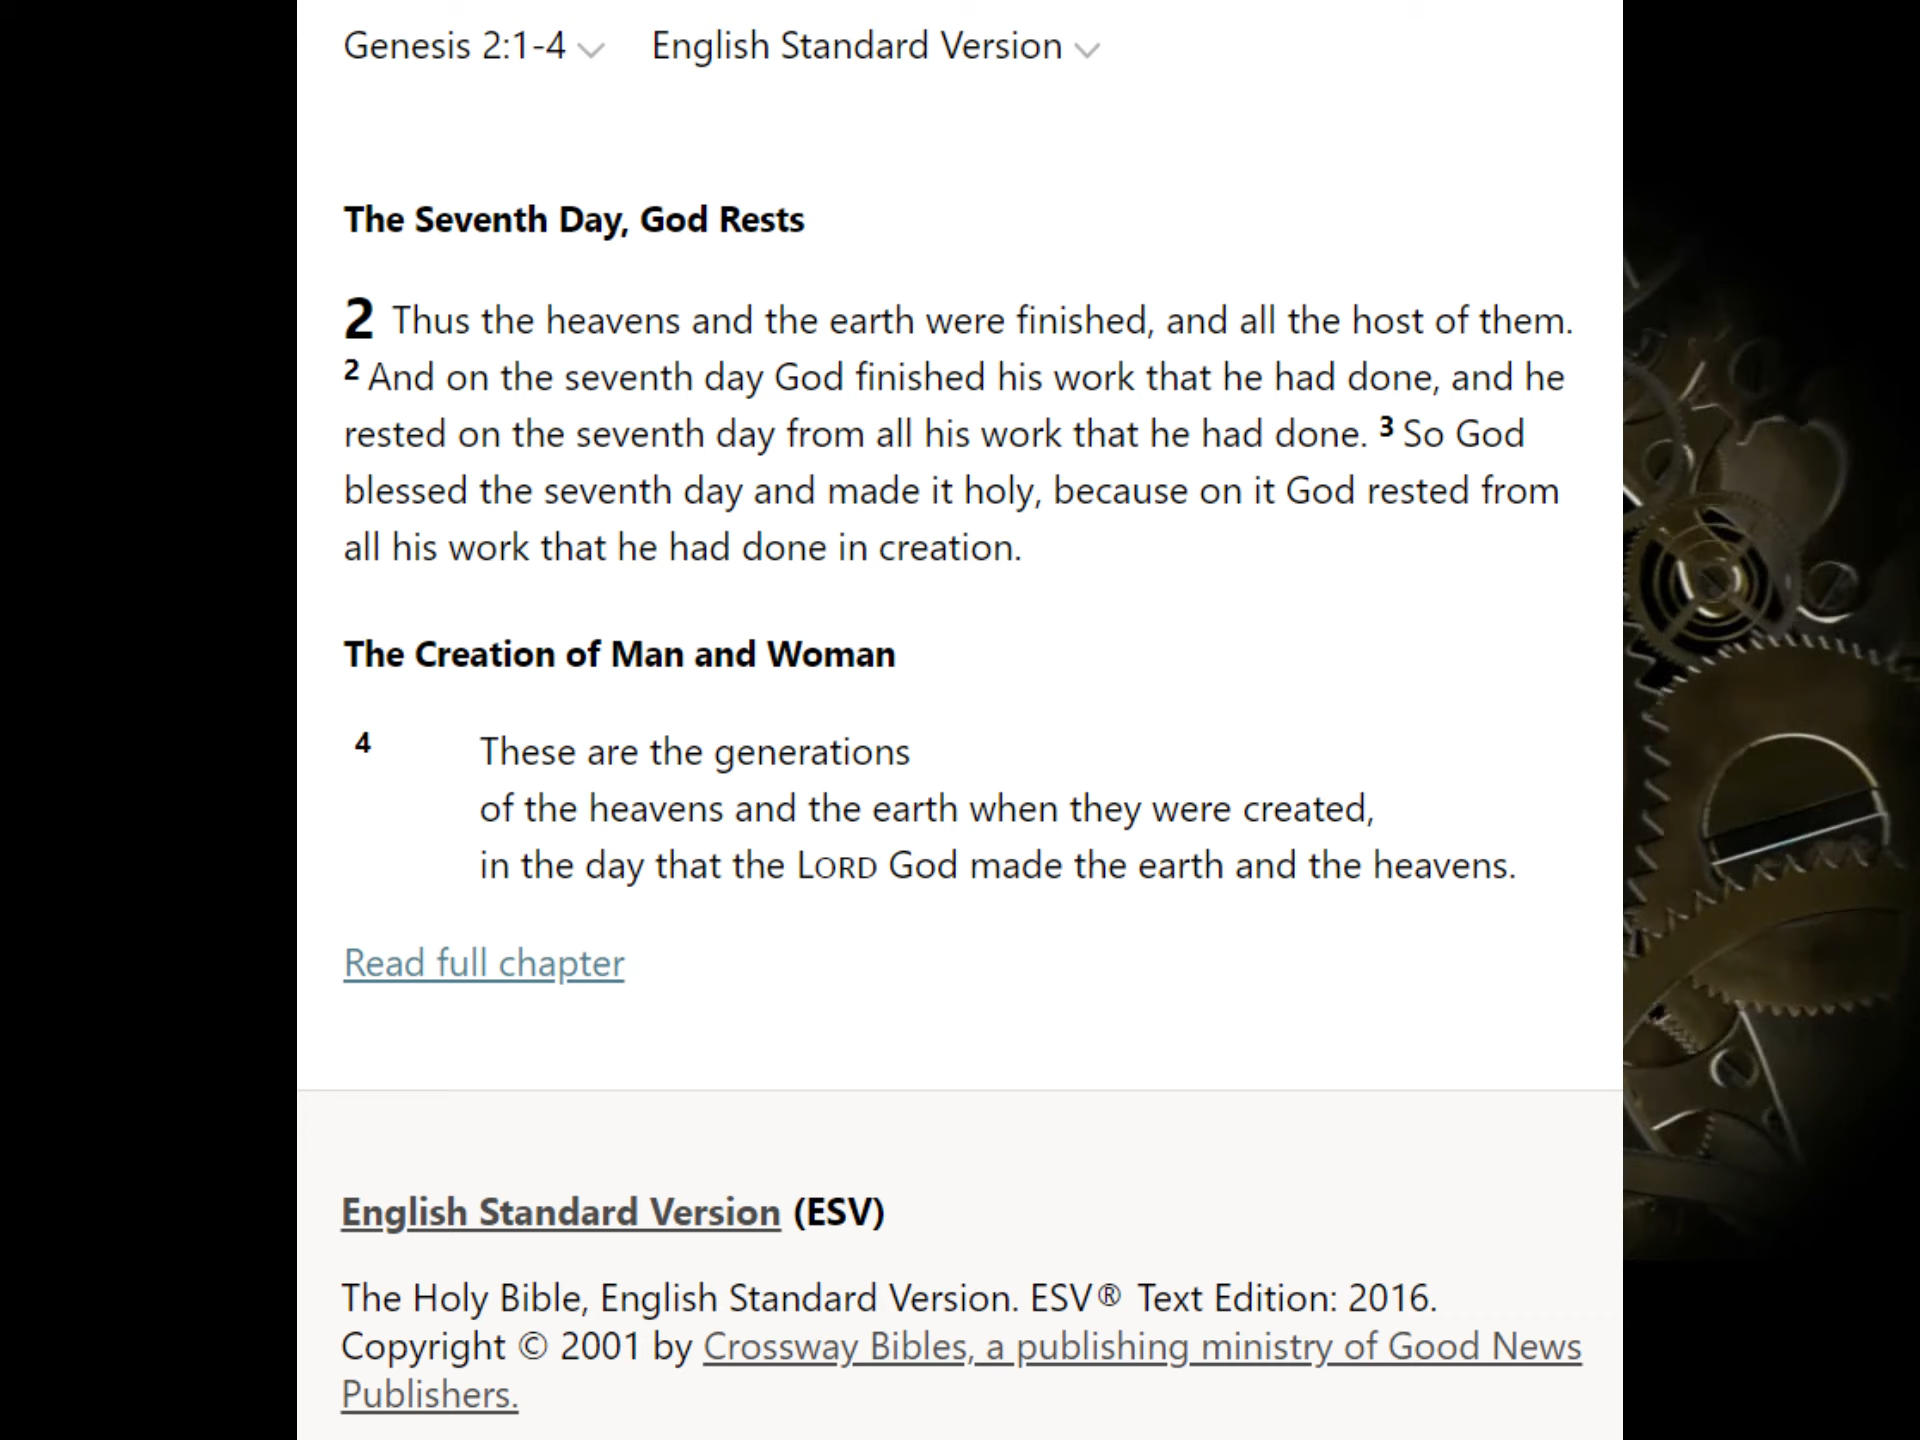 Genesis 2:1-4 English Standard Version
The Seventh Day, God Rests
2 Thus the heavens and the earth were finished, and all the host of them.
2 And on the seventh day God finished his work that he had done, and he
rested on the seventh day from all his work that he had done. 3 So God
blessed the seventh day and made it holy, because on it God rested from
all his work that he had done in creation.
The Creation of Man and Woman
4 These are the generations
of the heavens and the earth when they were created,
in the day that the LORD God made the earth and the heavens.
Read full chapter
English Standard Version (ESV)
The Holy Bible, English Standard Version. ESV® Text Edition: 2016.
Copyright © 2001 by Crossway Bibles, a publishing ministry of Good News
Publishers.